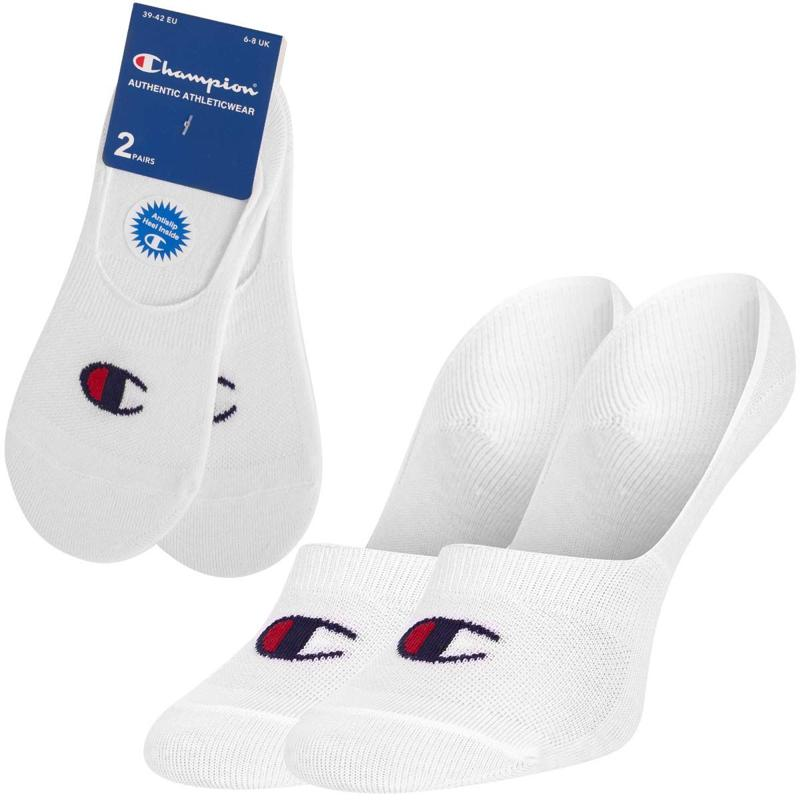 39-42 EU
6-8 UK
Champion
AUTHENTIC ATHLETICWEAR
2 PAIRS
Antislip
Heel Inside